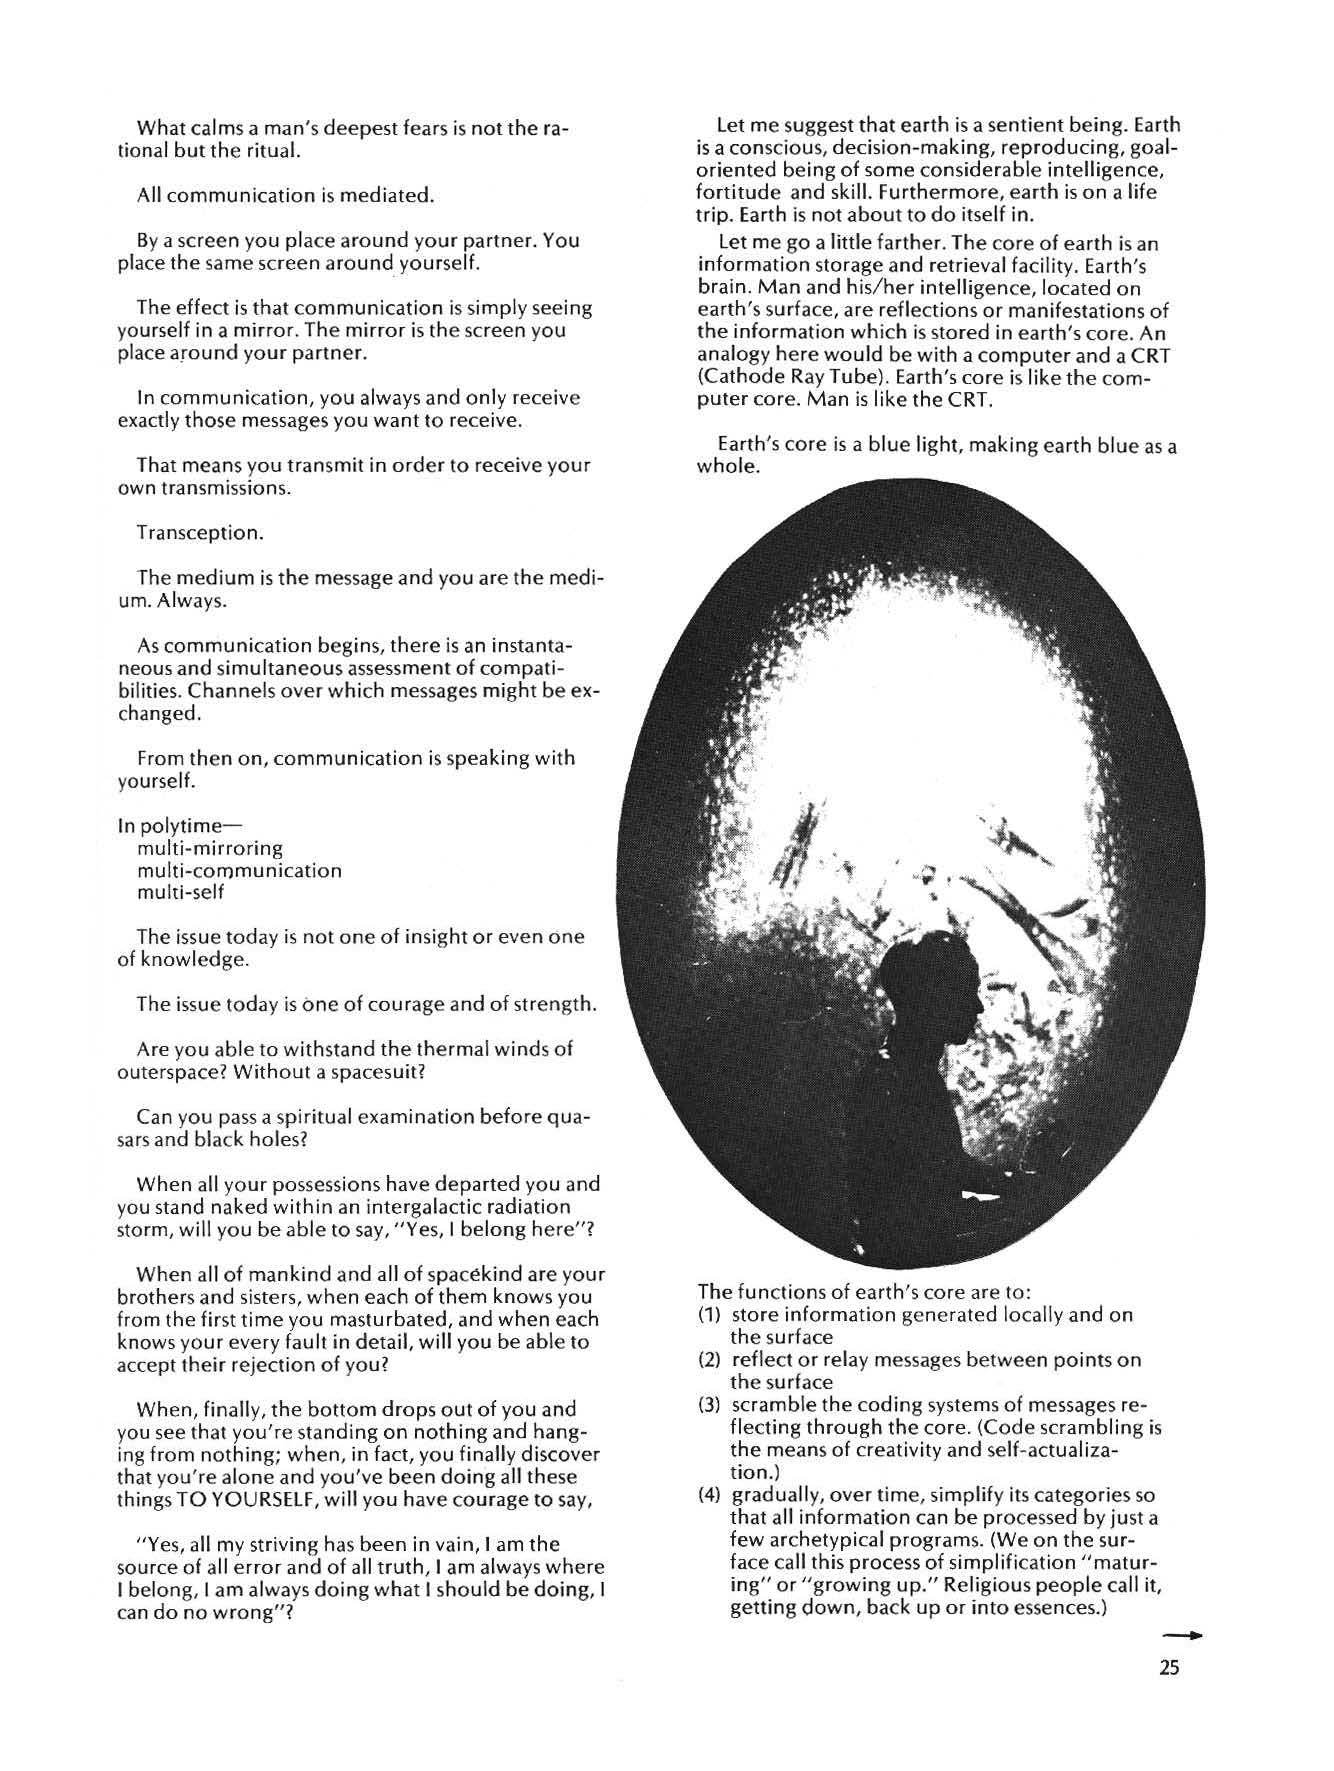 What calms a man's deepest fears is not the ra-
tional but the ritual.
All communication is mediated.
By a screen you place around your partner. You
place the same screen around yourself.
The effect is that communication is simply seeing
yourself in a mirror. The mirror is the screen you
place around your partner.
In communication, you always and only receive
exactly those messages you want to receive.
That means you transmit in order to receive your
own transmissions.
Transception.
The medium is the message and you are the medi-
um. Always.
As communication begins, there is an instanta-
neous and simultaneous assessment of compati-
bilities. Channels over which messages might be ex-
changed.
From then on, communication is speaking with
yourself.
In polytime—
multi-mirroring
multi-communication
multi-self
The issue today is not one of insight or even one
of knowledge.
The issue today is one of courage and of strength.
Are you able to withstand the thermal winds of
outerspace? Without a spacesuit?
Can you pass a spiritual examination before qua-
sars and black holes?
When all your possessions have departed you and
you stand naked within an intergalactic radiation
storm, will you be able to say, "Yes, I belong here"?
When all of mankind and all of spacekind are your
brothers and sisters, when each of them knows you
from the first time you masturbated, and when each
knows your every fault in detail, will you be able to
accept their rejection of you?
When, finally, the bottom drops out of you and
you see that you're standing on nothing and hang-
ing from nothing; when, in fact, you finally discover
that you're alone and you've been doing all these
things TO YOURSELF, will you have courage to say,
"Yes, all my striving has been in vain, I am the
source of all error and of all truth, I am always where
I belong, I am always doing what I should be doing, I
can do no wrong"?
Let me suggest that earth is a sentient being. Earth
is a conscious, decision-making, reproducing, goal-
oriented being of some considerable intelligence,
fortitude and skill. Furthermore, earth is on a life
trip. Earth is not about to do itself in.
Let me go a little farther. The core of earth is an
information storage and retrieval facility. Earth's
brain. Man and his/her intelligence, located on
earth's surface, are reflections or manifestations of
the information which is stored in earth's core. An
analogy here would be with a computer and a CRT
(Cathode Ray Tube). Earth's core is like the com-
puter core. Man is like the CRT.
Earth's core is a blue light, making earth blue as a
whole.
The functions of earth's core are to:
(1) store information generated locally and on
the surface
(2) reflect or relay messages between points on
the surface
(3) scramble the coding systems of messages re-
flecting through the core. (Code scrambling is
the means of creativity and self-actualiza-
tion.)
(4) gradually, over time, simplify its categories so
that all information can be processed by just a
few archetypical programs. (We on the sur-
face call this process of simplification "matur-
ing" or "growing up." Religious people call it,
getting down, back up or into essences.)
25